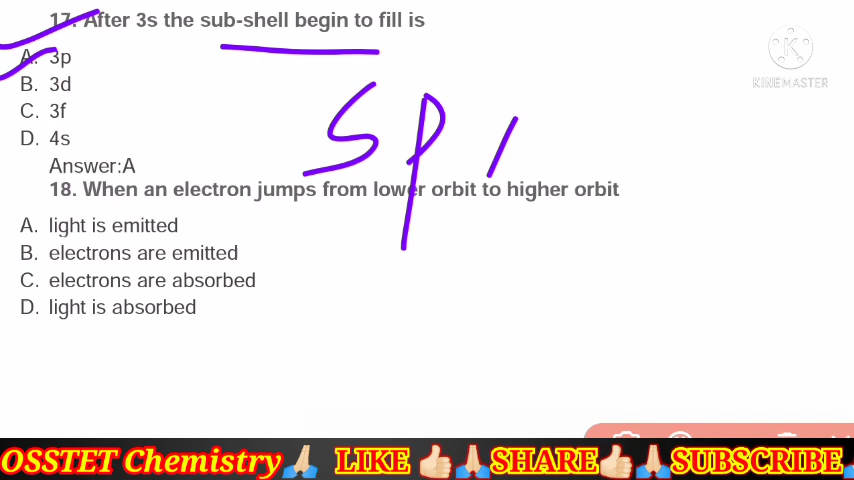 17. After 3s the sub-shell begin to fill is
A. 3p
B. 3d
C. 3f
D. 4s
Answer:A
KINEMASTER
S p
18. When an electron jumps from lower orbit to higher orbit
A. light is emitted
B. electrons are emitted
C. electrons are absorbed
D. light is absorbed
OSSTET Chemistry🙏🏼 LIKE 👍🏼🙏🏼SHARE👍🏼🙏🏼SUBSCRIBE